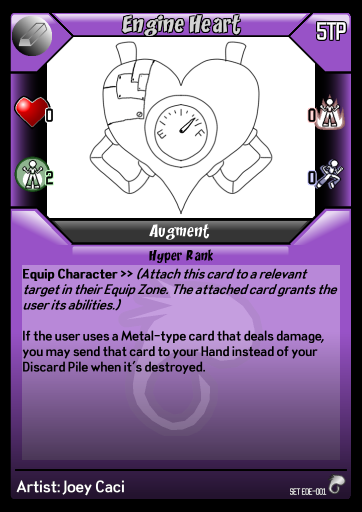 Engine Heart
5TP
E F
0
0
2
0
Augment
Hyper Rank
Equip Character >> (Attach this card to a relevant
target in their Equip Zone. The attached card grants the
user its abilities.)
If the user uses a Metal-type card that deals damage,
you may send that card to your Hand instead of your
Discard Pile when it's destroyed.
Artist: Joey Caci
SET EOE-001